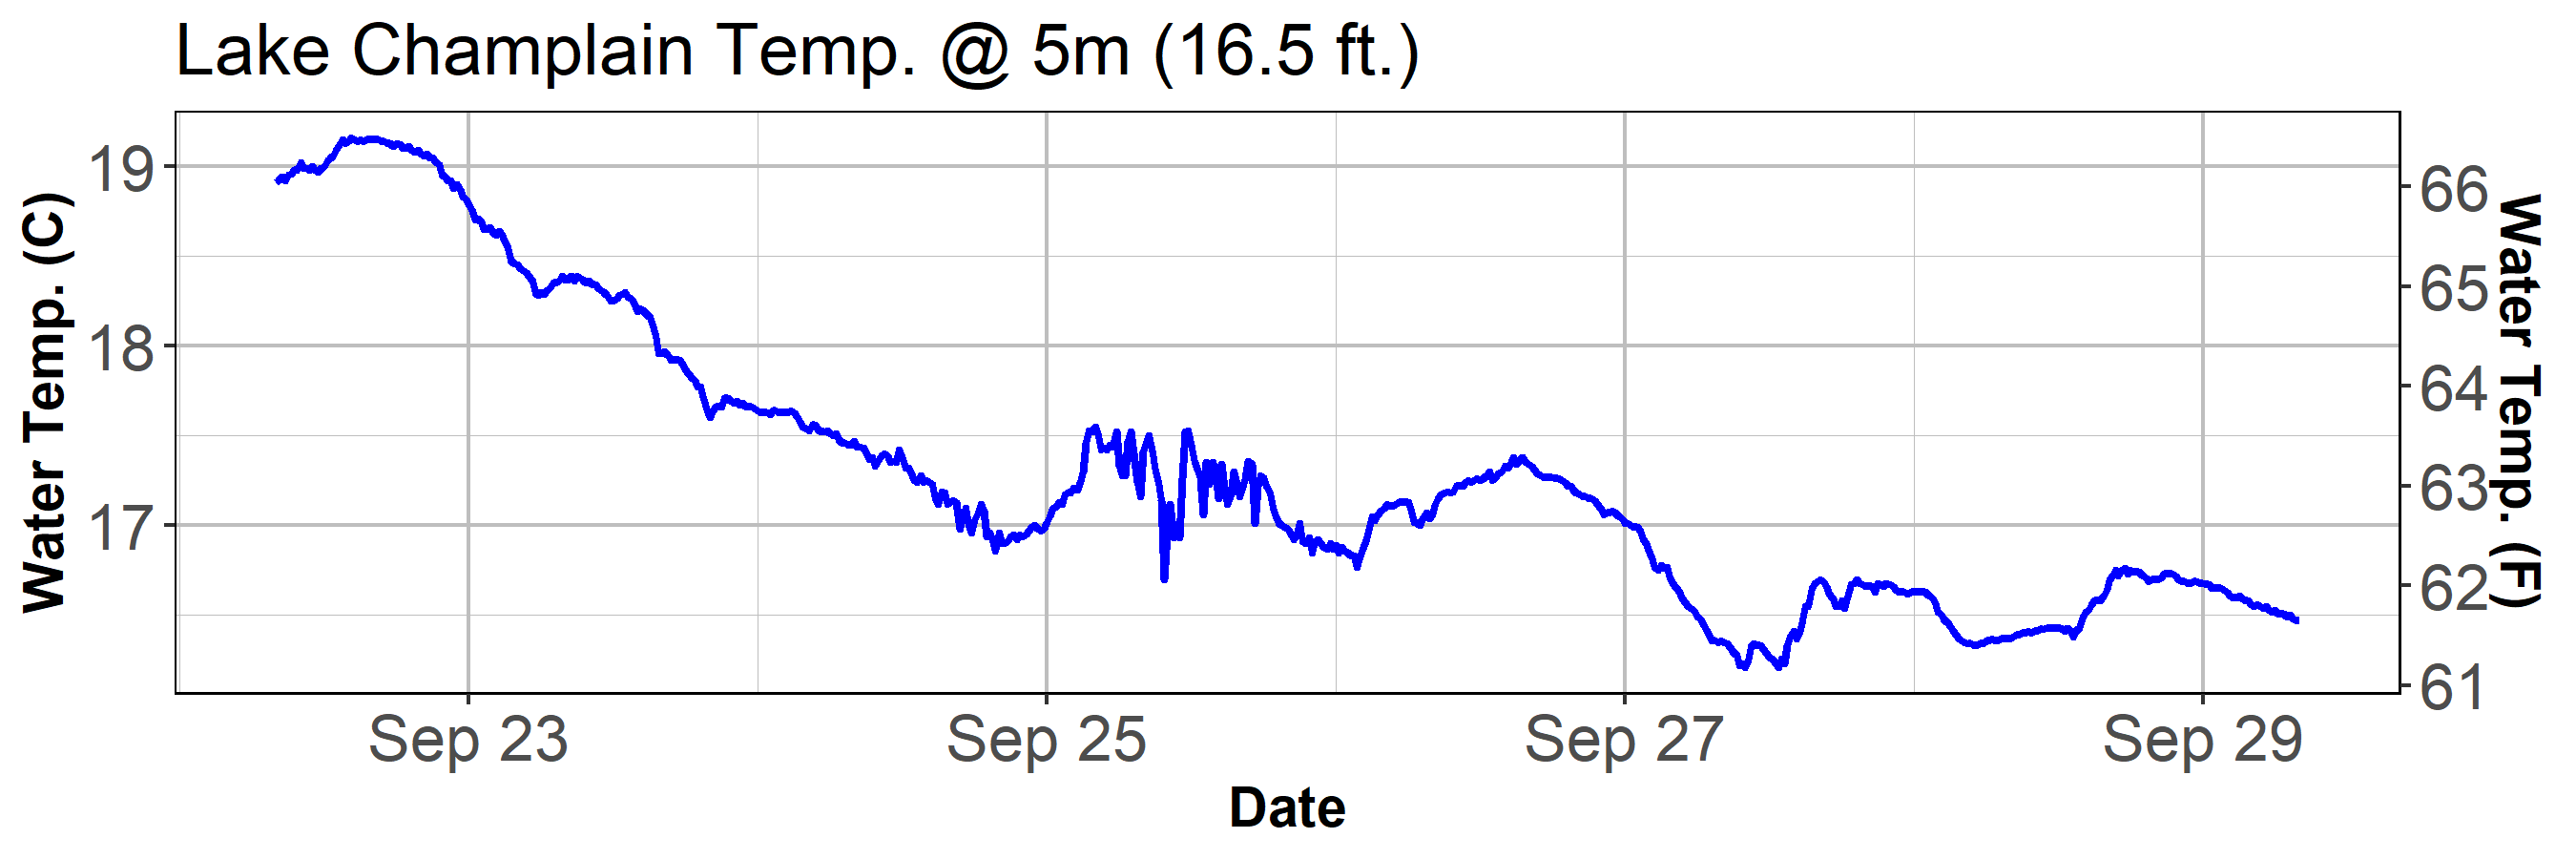 Lake Champlain Temp. @ 5m (16.5 ft.)
Water Temp. (C)
19
18
17
66
65
64
63
62
61
Water Temp. (F)
Sep 23
Sep 25
Sep 27
Sep 29
Date